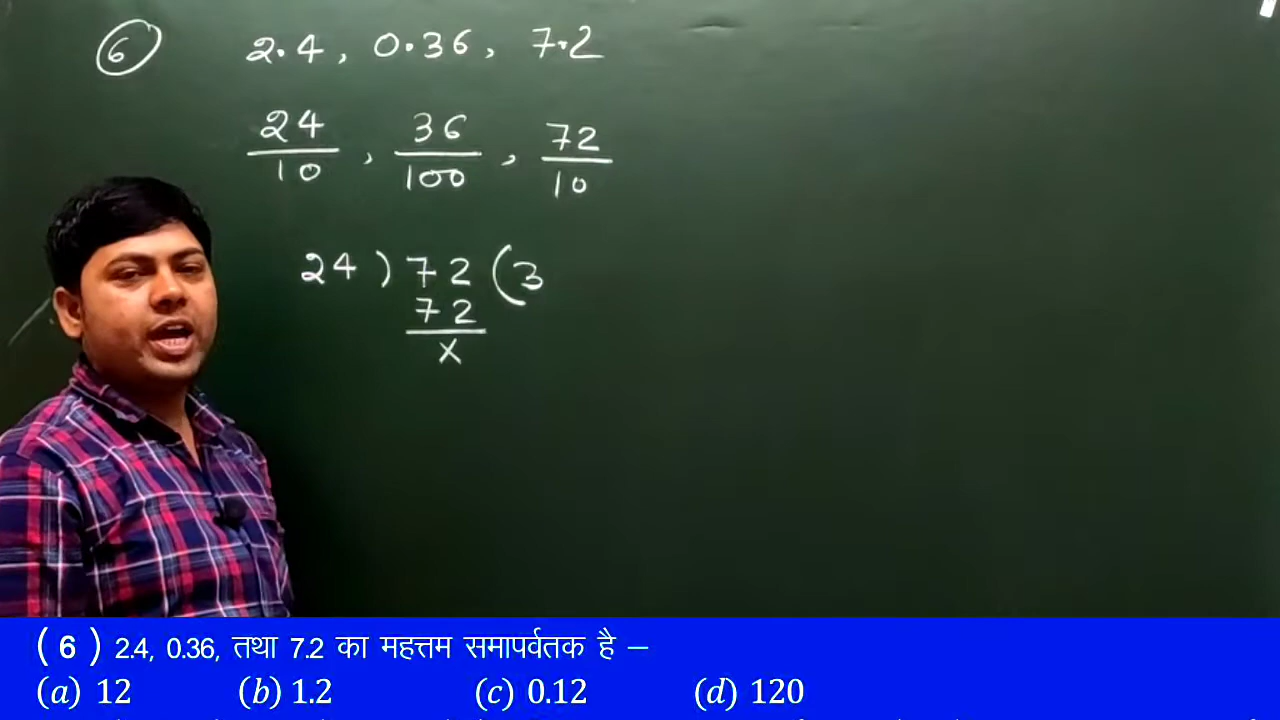 6 2.4, 0.36, 7.2
24/10, 36/100, 72/10
24 ) 72 ( 3
72
x
( 6 ) 2.4, 0.36, तथा 7.2 का महत्तम समापर्वतक है –
(a) 12 (b) 1.2 (c) 0.12 (d) 120